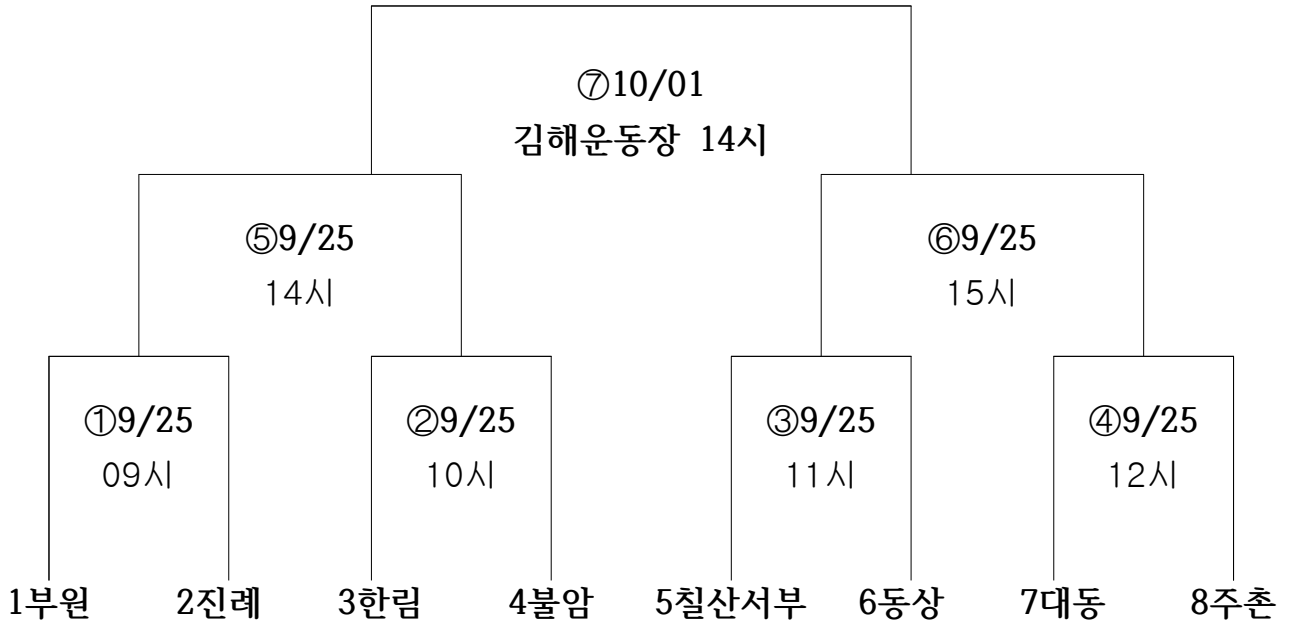 ⑦10/01
김해운동장 14시
⑤9/25
14시
⑥9/25
15시
①9/25
09시
②9/25
10시
③9/25
11시
④9/25
12시
1부원 2진례 3한림 4불암 5칠산서부 6동상 7대동 8주촌